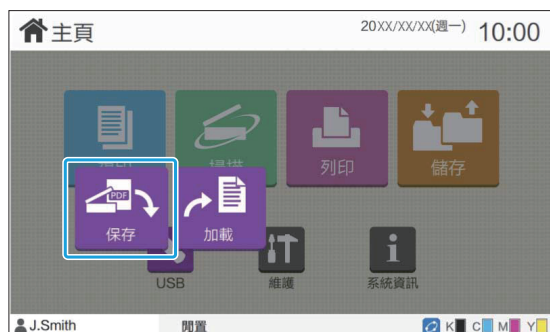 主頁
20XX/XX/XX(週一) 10:00
列印
儲存
PDF
保存
加載
USB
維護
系統資訊
J.Smith
閒置
K C M Y